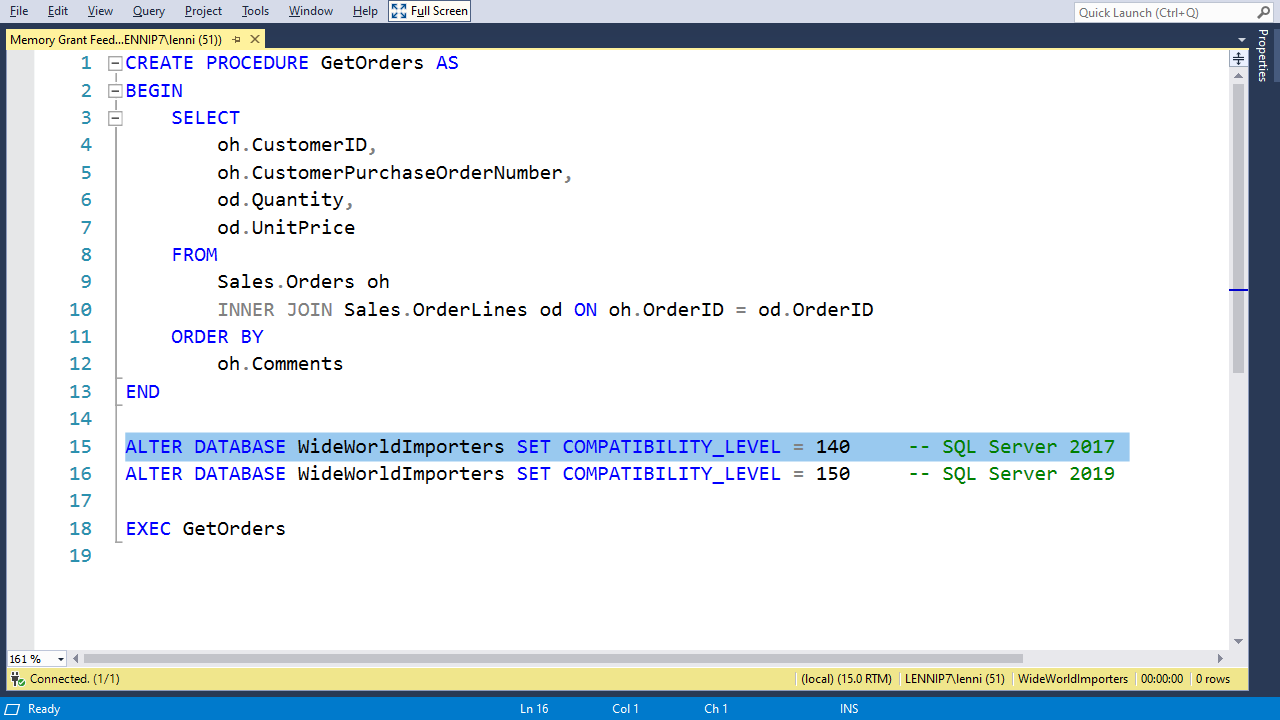 File Edit View Query Project Tools Window Help Full Screen Quick Launch (Ctrl+Q)
Memory Grant Feed...ENNIP7\lenni (51))
Properties
1 CREATE PROCEDURE GetOrders AS
2 BEGIN
3 SELECT
4 oh.CustomerID,
5 oh.CustomerPurchaseOrderNumber,
6 od.Quantity,
7 od.UnitPrice
8 FROM
9 Sales.Orders oh
10 INNER JOIN Sales.OrderLines od ON oh.OrderID = od.OrderID
11 ORDER BY
12 oh.Comments
13 END
14
15 ALTER DATABASE WideWorldImporters SET COMPATIBILITY_LEVEL = 140 -- SQL Server 2017
16 ALTER DATABASE WideWorldImporters SET COMPATIBILITY_LEVEL = 150 -- SQL Server 2019
17
18 EXEC GetOrders
19
161 %
Connected. (1/1) (local) (15.0 RTM) LENNIP7\lenni (51) WideWorldImporters 00:00:00 0 rows
Ready Ln 16 Col 1 Ch 1 INS